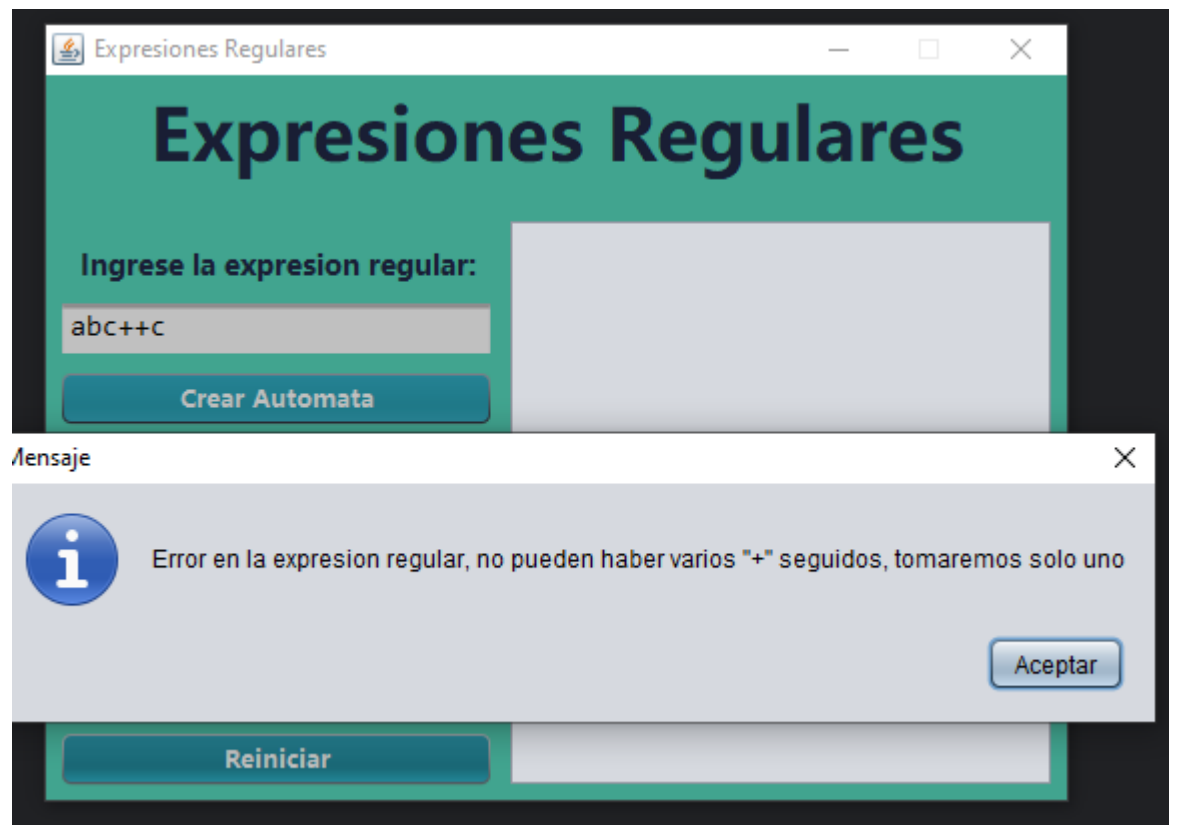 Expresiones Regulares
Expresiones Regulares
Ingrese la expresion regular:
abc++c
Crear Automata
Mensaje
Error en la expresion regular, no pueden haber varios "+" seguidos, tomaremos solo uno
Aceptar
Reiniciar